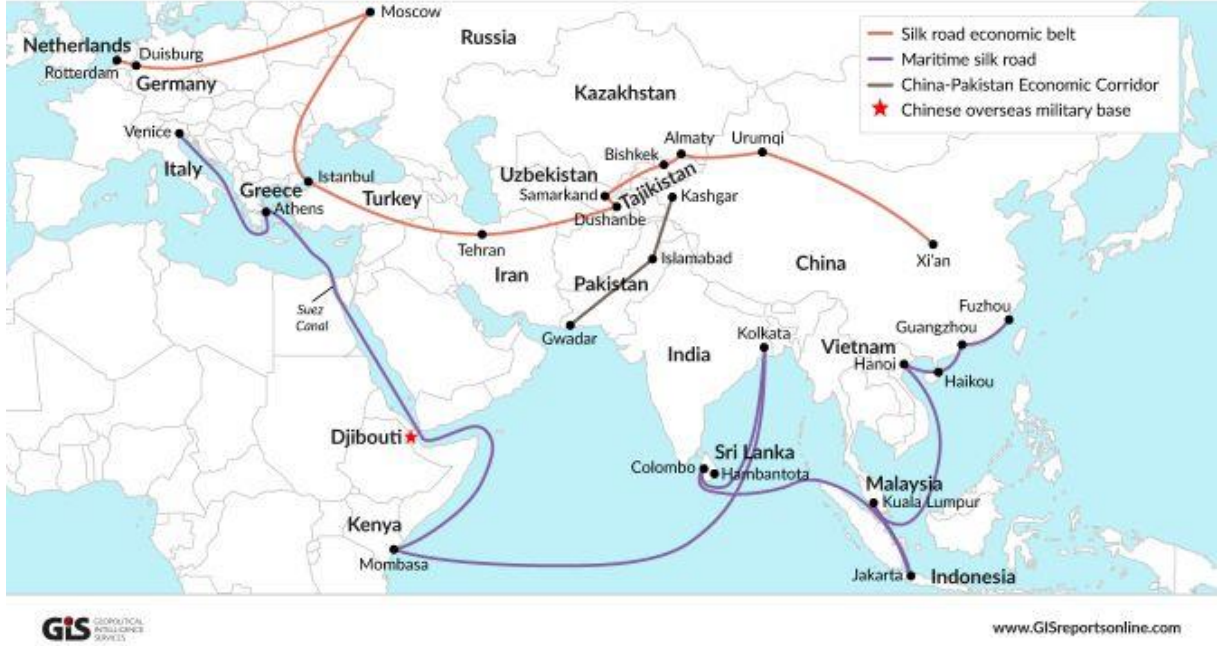 Moscow
Netherlands
Duisburg
Rotterdam
Germany
Russia
Silk road economic belt
Maritime silk road
China-Pakistan Economic Corridor
Chinese overseas military base
Kazakhstan
Venice
Italy
Almaty
Urumqi
Bishkek
Uzbekistan
Samarkand
Tajikistan
Dushanbe
Kashgar
Istanbul
Turkey
Greece
Athens
Tehran
Iran
Islamabad
Pakistan
China
Xi'an
Suez
Canal
Gwadar
Kolkata
India
Fuzhou
Guangzhou
Vietnam
Hanoi
Haikou
Djibouti
Sri Lanka
Colombo
Hambantota
Malaysia
Kuala Lumpur
Kenya
Mombasa
Jakarta
Indonesia
GIS
GEOPOLITICAL
INTELLIGENCE
SERVICES
www.GISreportsonline.com